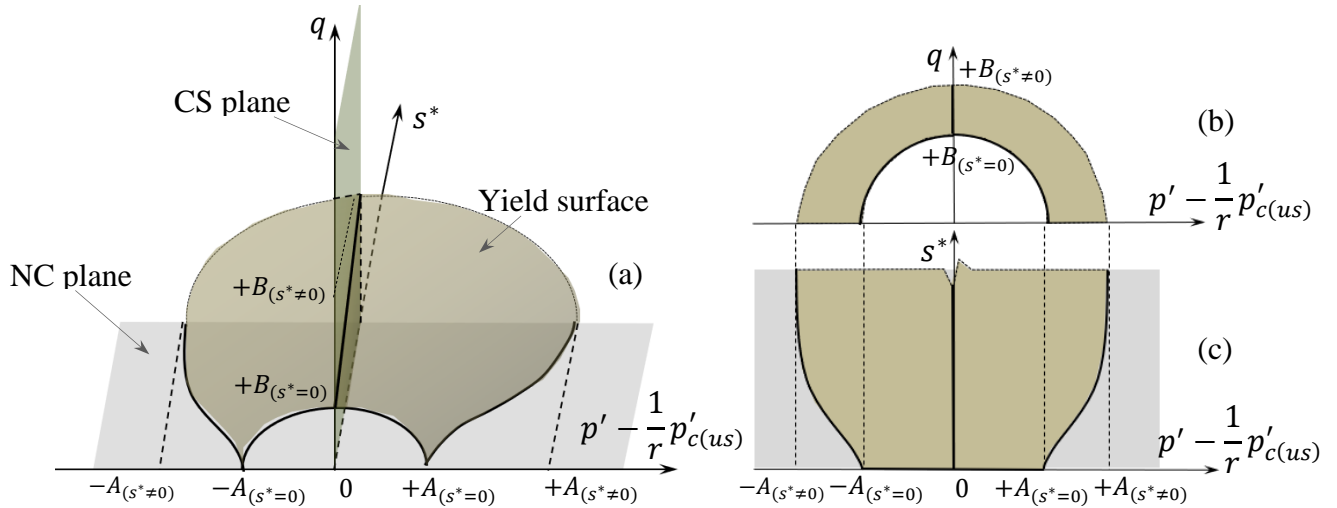 q
CS plane
s*
Yield surface
NC plane
+B(s*≠0)
(a)
+B(s*=0)
p′ − 1/r p′c(us)
−A(s*≠0)
−A(s*=0)
0
+A(s*=0)
+A(s*≠0)
q
+B(s*≠0)
(b)
+B(s*=0)
p′ − 1/r p′c(us)
s*
(c)
p′ − 1/r p′c(us)
−A(s*≠0)
−A(s*=0)
0
+A(s*=0)
+A(s*≠0)